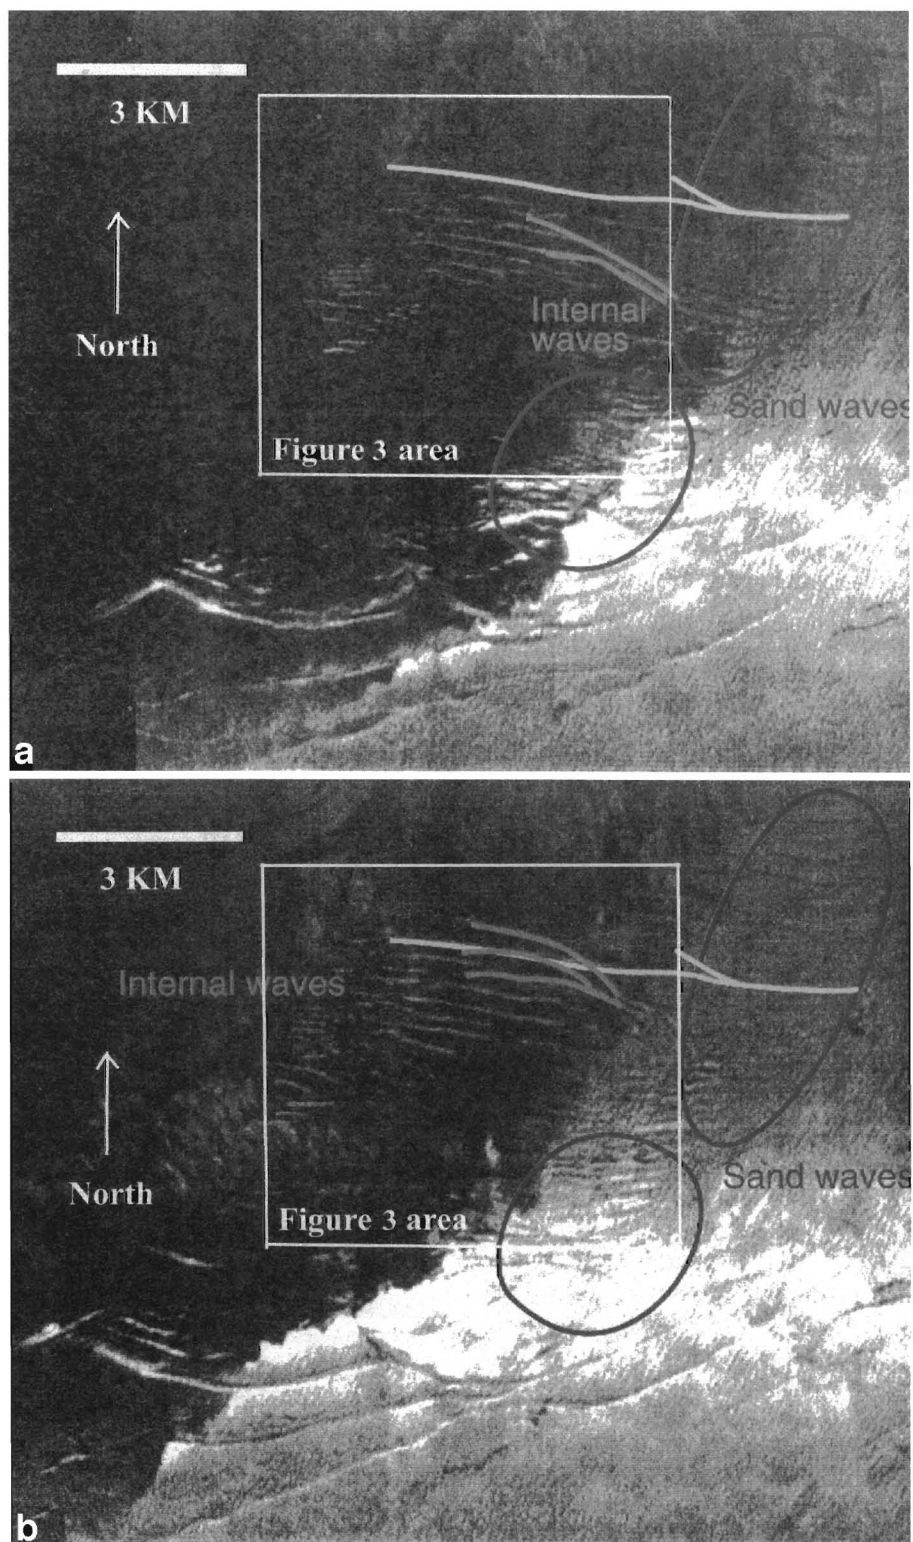 3 KM
North
Internal
waves
Sand waves
Figure 3 area
a
3 KM
Internal waves
North
Sand waves
Figure 3 area
b